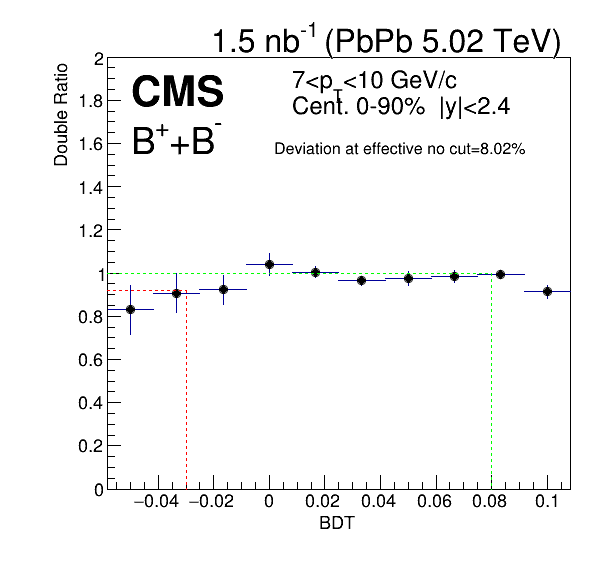 1.5 nb-1 (PbPb 5.02 TeV)
CMS
7<pT<10 GeV/c
Cent. 0-90% |y|<2.4
B++B-
Deviation at effective no cut=8.02%
Double Ratio
2
1.8
1.6
1.4
1.2
1
0.8
0.6
0.4
0.2
0
−0.04 −0.02 0 0.02 0.04 0.06 0.08 0.1
BDT